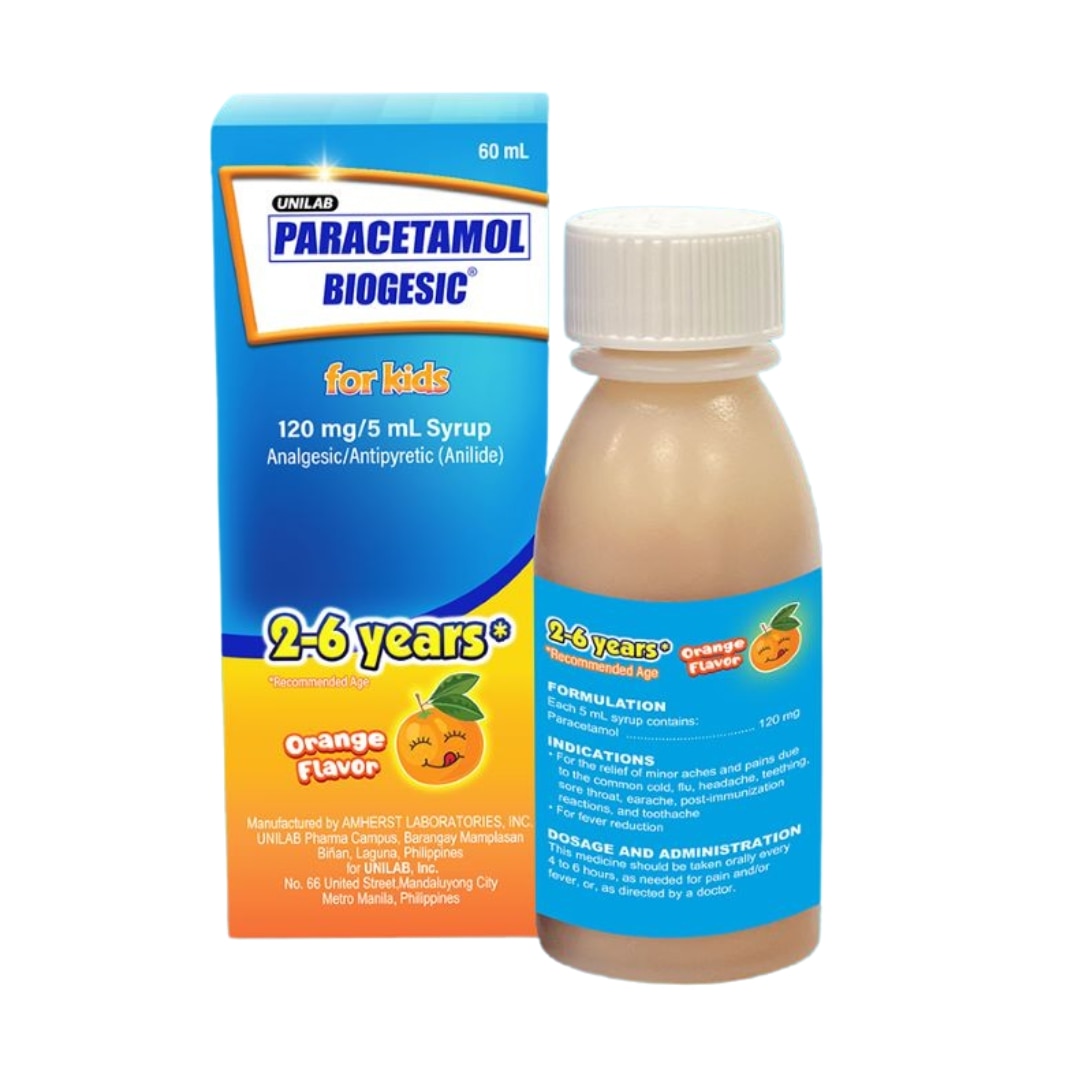 60 mL
UNILAB
PARACETAMOL
BIOGESIC®
for kids
120 mg/5 mL Syrup
Analgesic/Antipyretic (Anilide)
2-6 years*
*Recommended Age
Orange
Flavor
Manufactured by AMHERST LABORATORIES, INC.
UNILAB Pharma Campus, Barangay Mamplasan
Biñan, Laguna, Philippines
for UNILAB, Inc.
No. 66 United Street,Mandaluyong City
Metro Manila, Philippines
2-6 years*
*Recommended Age
Orange
Flavor
FORMULATION
Each 5 mL syrup contains:
Paracetamol ................................ 120 mg
INDICATIONS
• For the relief of minor aches and pains due
to the common cold, flu, headache, teething,
sore throat, earache, post-immunization
reactions, and toothache
• For fever reduction
DOSAGE AND ADMINISTRATION
This medicine should be taken orally every
4 to 6 hours, as needed for pain and/or
fever, or, as directed by a doctor.